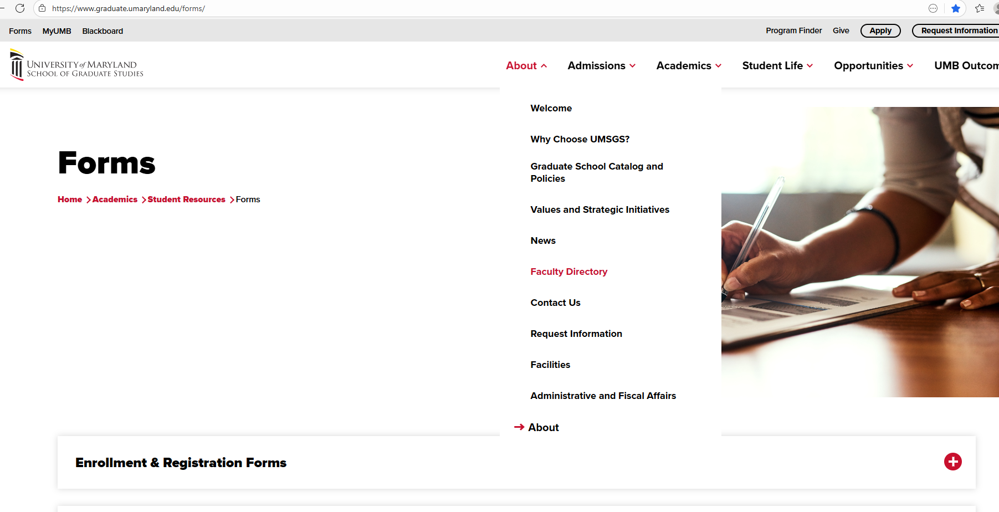 https://www.graduate.umaryland.edu/forms/
Forms MyUMB Blackboard Program Finder Give Apply Request Information
UNIVERSITY of MARYLAND
SCHOOL OF GRADUATE STUDIES
About Admissions Academics Student Life Opportunities UMB Outcom
Welcome
Why Choose UMSGS?
Graduate School Catalog and
Policies
Values and Strategic Initiatives
News
Faculty Directory
Contact Us
Request Information
Facilities
Administrative and Fiscal Affairs
About
Forms
Home Academics Student Resources Forms
Enrollment & Registration Forms